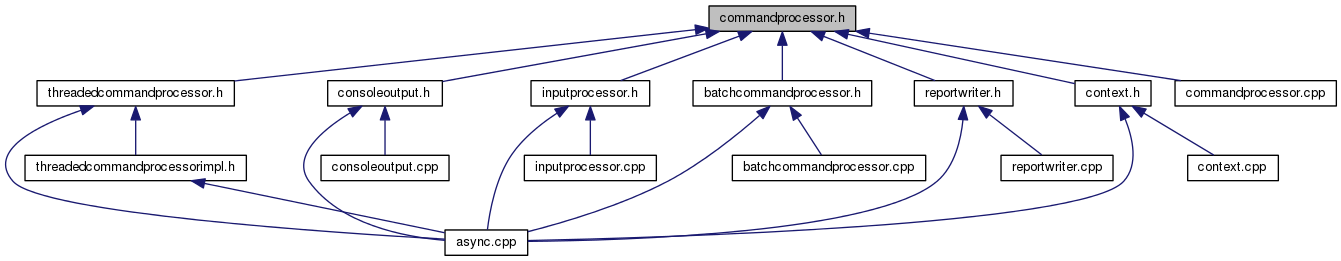 commandprocessor.h
threadedcommandprocessor.h
consoleoutput.h
inputprocessor.h
batchcommandprocessor.h
reportwriter.h
context.h
commandprocessor.cpp
threadedcommandprocessorimpl.h
consoleoutput.cpp
inputprocessor.cpp
batchcommandprocessor.cpp
reportwriter.cpp
context.cpp
async.cpp